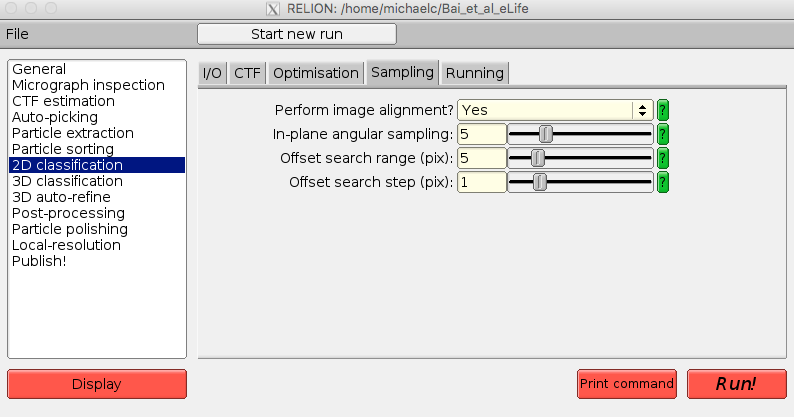 RELION: /home/michaelc/Bai_et_al_eLife
File
Start new run
General
Micrograph inspection
CTF estimation
Auto-picking
Particle extraction
Particle sorting
2D classification
3D classification
3D auto-refine
Post-processing
Particle polishing
Local-resolution
Publish!
I/O CTF Optimisation Sampling Running
Perform image alignment? Yes ?
In-plane angular sampling: 5 ?
Offset search range (pix): 5 ?
Offset search step (pix): 1 ?
Display
Print command
Run!